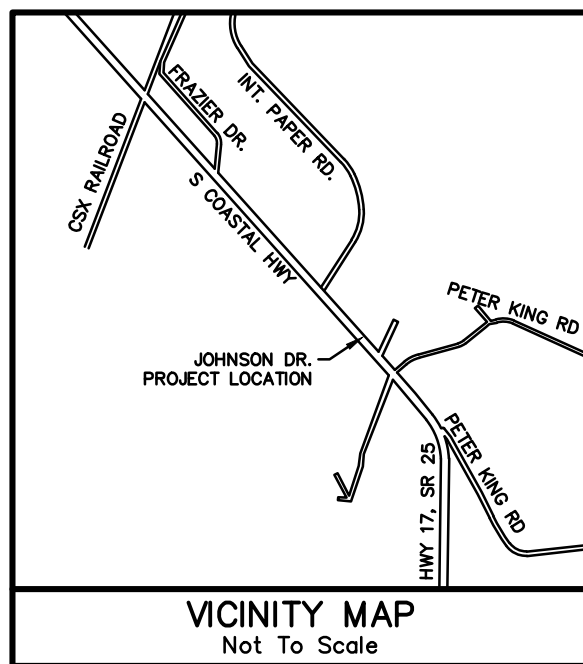 FRAZIER DR.
INT. PAPER RD.
CSX RAILROAD
S COASTAL HWY
PETER KING RD
JOHNSON DR.
PROJECT LOCATION
PETER KING RD
HWY 17, SR 25
VICINITY MAP
Not To Scale